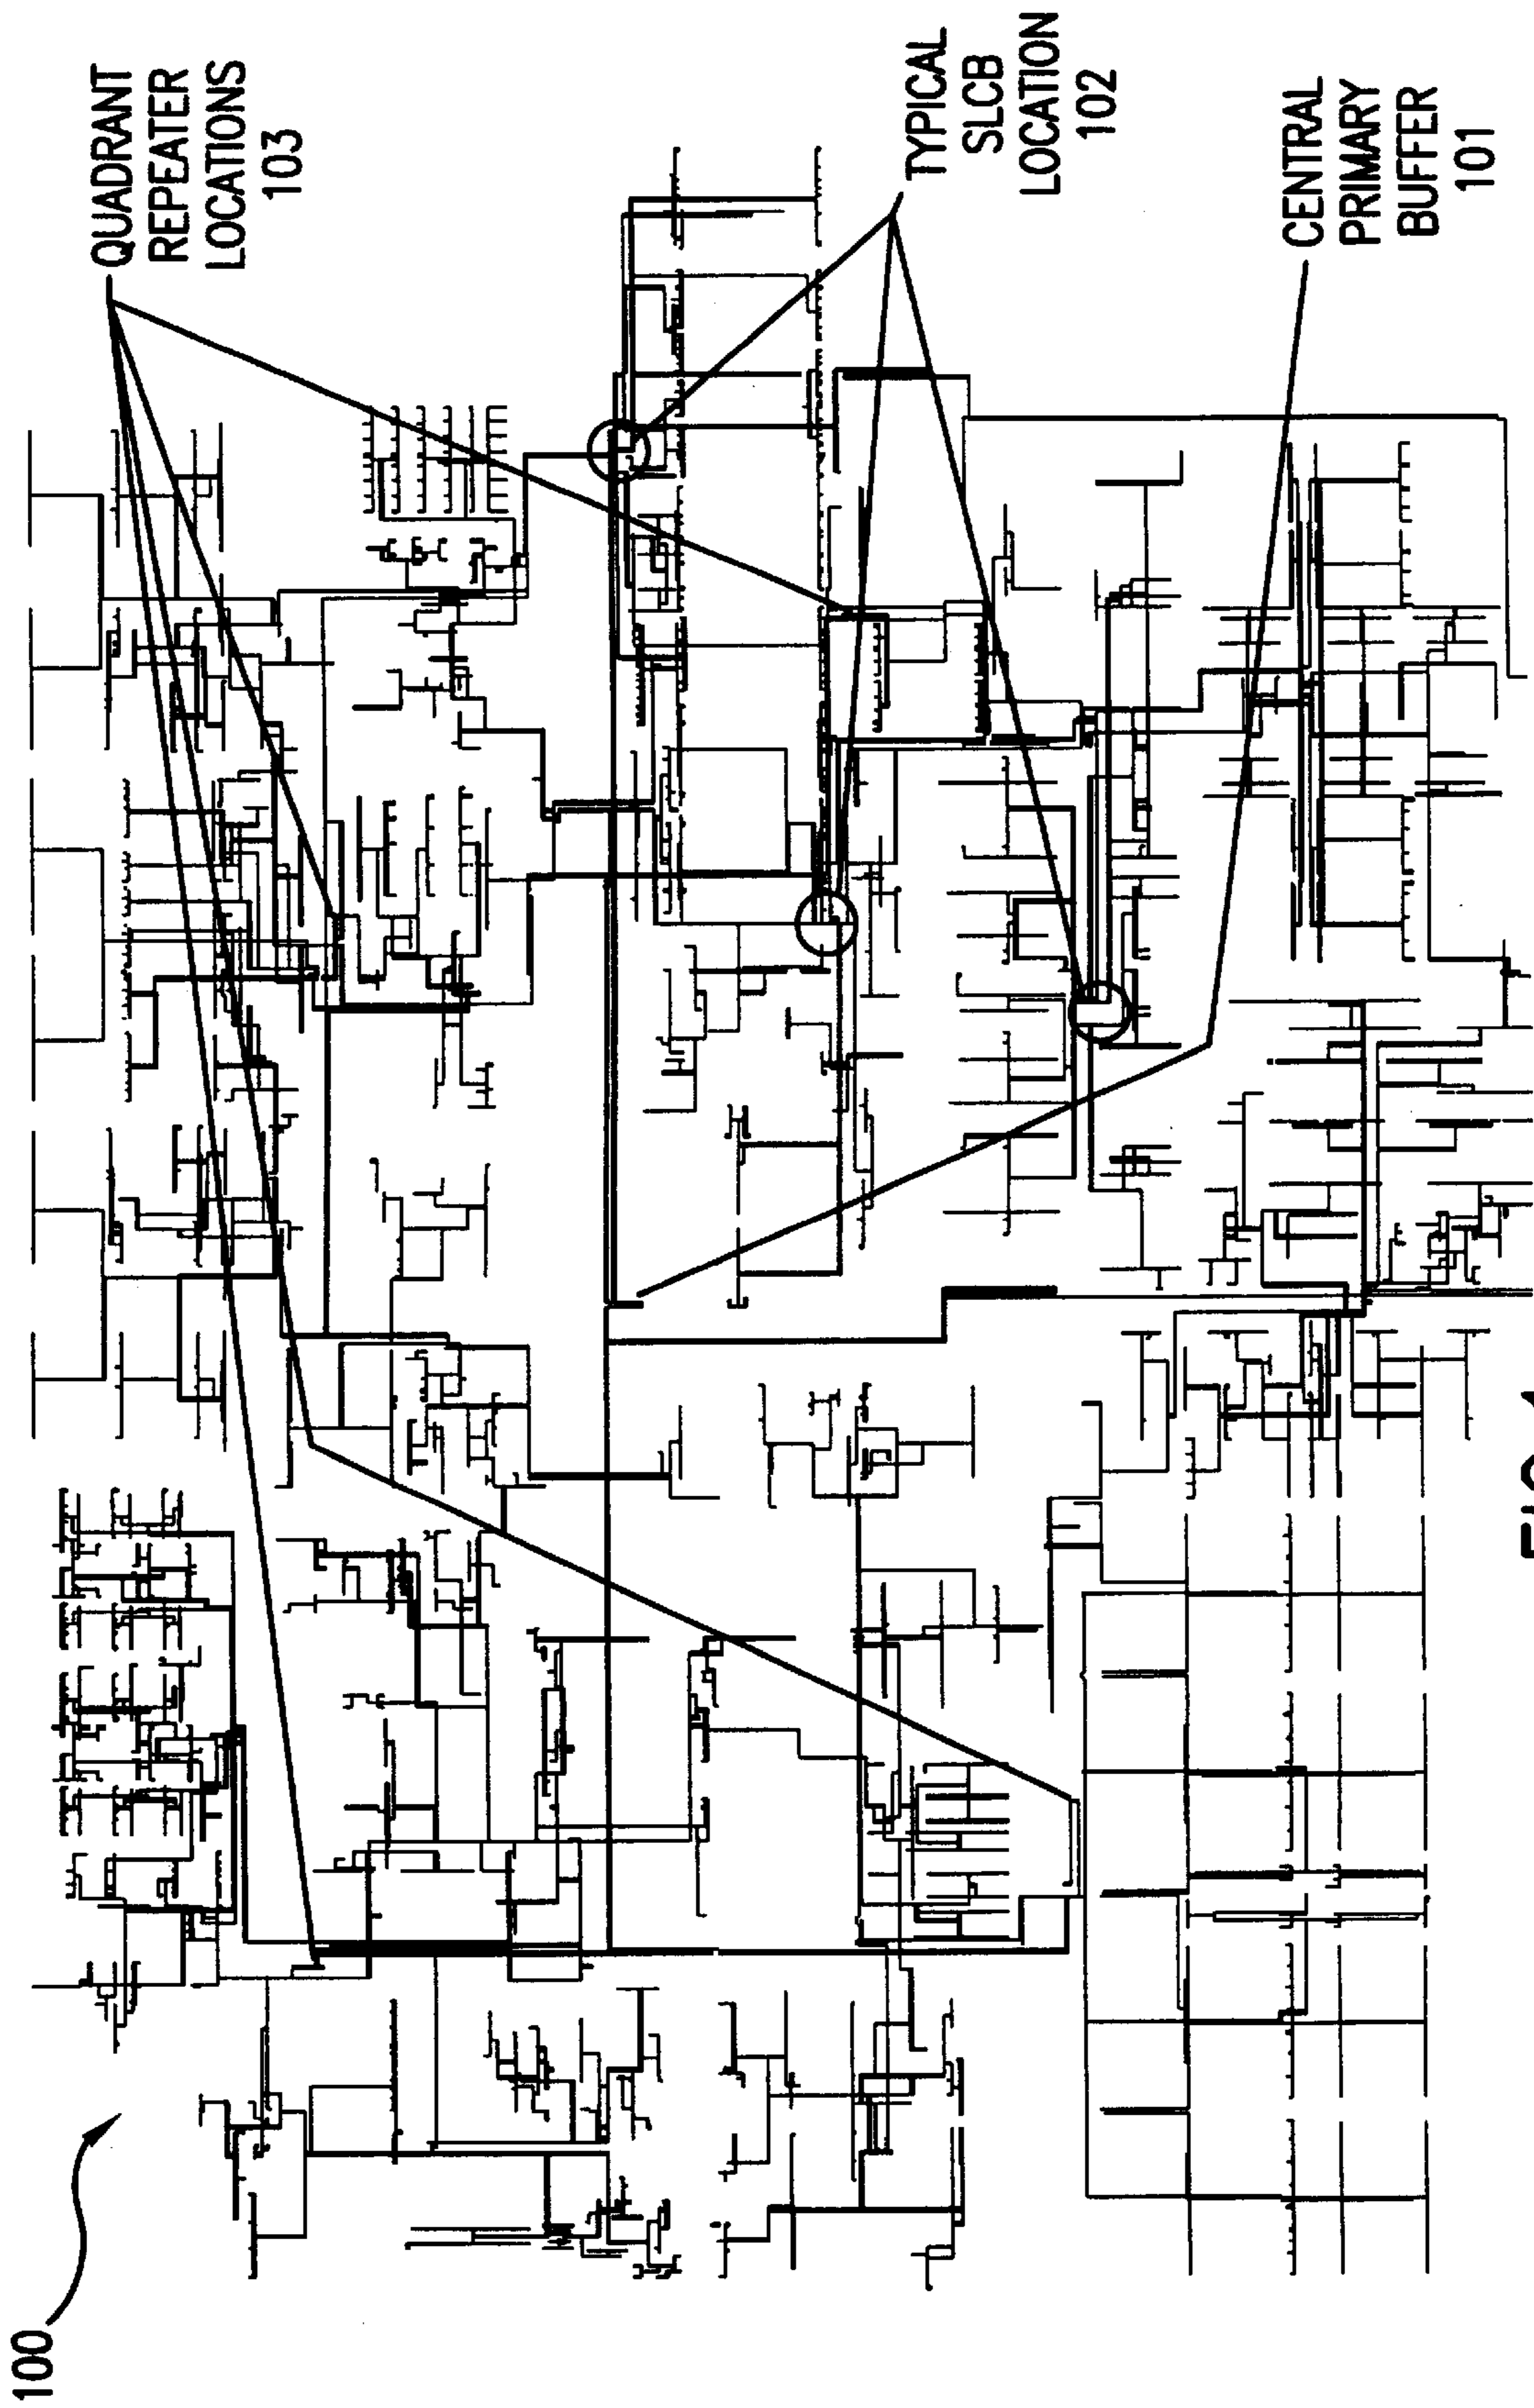 100
QUADRANT
REPEATER
LOCATIONS
103
TYPICAL
SLCB
LOCATION
102
CENTRAL
PRIMARY
BUFFER
101